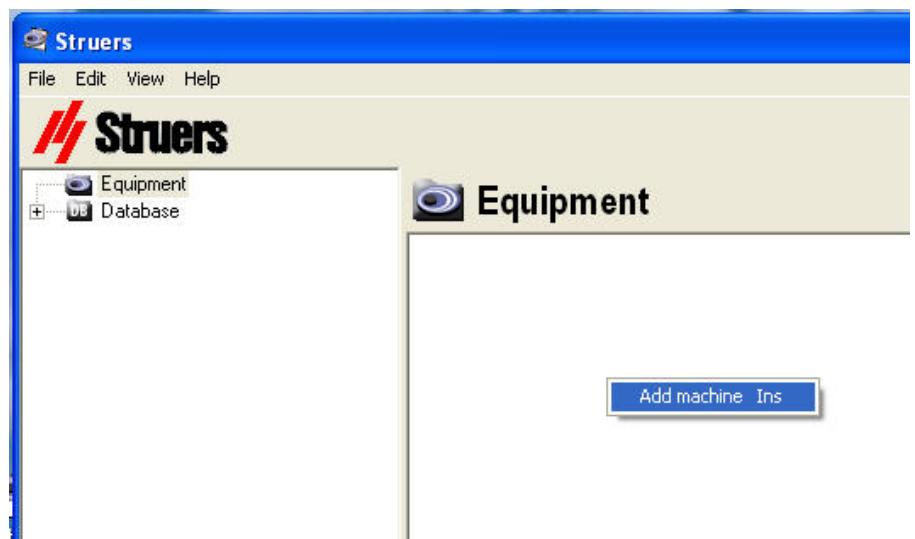 Struers
File Edit View Help
Struers
Equipment
DB Database
Equipment
Add machine Ins